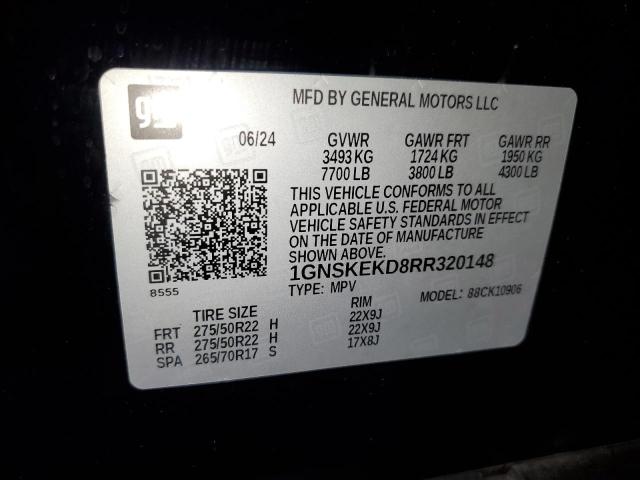 gm
MFD BY GENERAL MOTORS LLC
06/24 GVWR GAWR FRT GAWR RR
3493 KG 1724 KG 1950 KG
7700 LB 3800 LB 4300 LB
THIS VEHICLE CONFORMS TO ALL
APPLICABLE U.S. FEDERAL MOTOR
VEHICLE SAFETY STANDARDS IN EFFECT
ON THE DATE OF MANUFACTURE
1GNSKEKD8RR320148
8555
TYPE: MPV MODEL: 88CK10906
TIRE SIZE RIM
FRT 275/50R22 H 22X9J
RR 275/50R22 H 22X9J
SPA 265/70R17 S 17X8J